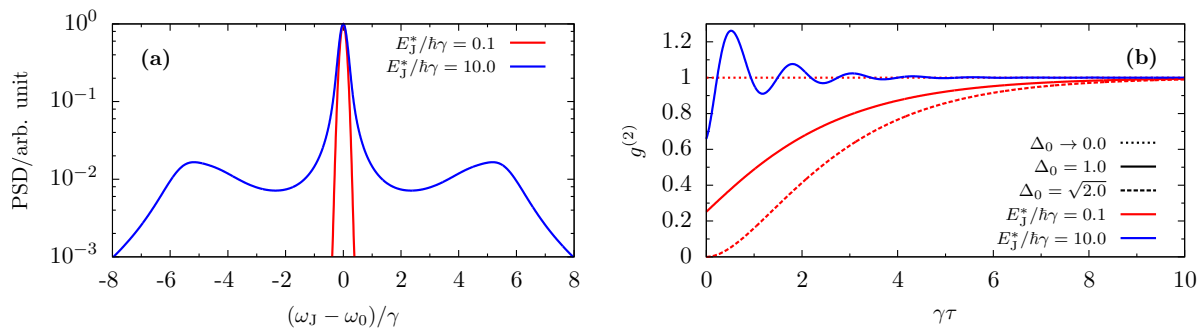 PSD/arb. unit
10^0
10^−1
10^−2
10^−3
(a)
E_J^*/ħγ = 0.1
E_J^*/ħγ = 10.0
-8 -6 -4 -2 0 2 4 6 8
(ω_J − ω_0)/γ
g^(2)
1.2
1
0.8
0.6
0.4
0.2
0
(b)
Δ_0 → 0.0
Δ_0 = 1.0
Δ_0 = √2.0
E_J^*/ħγ = 0.1
E_J^*/ħγ = 10.0
0 2 4 6 8 10
γτ